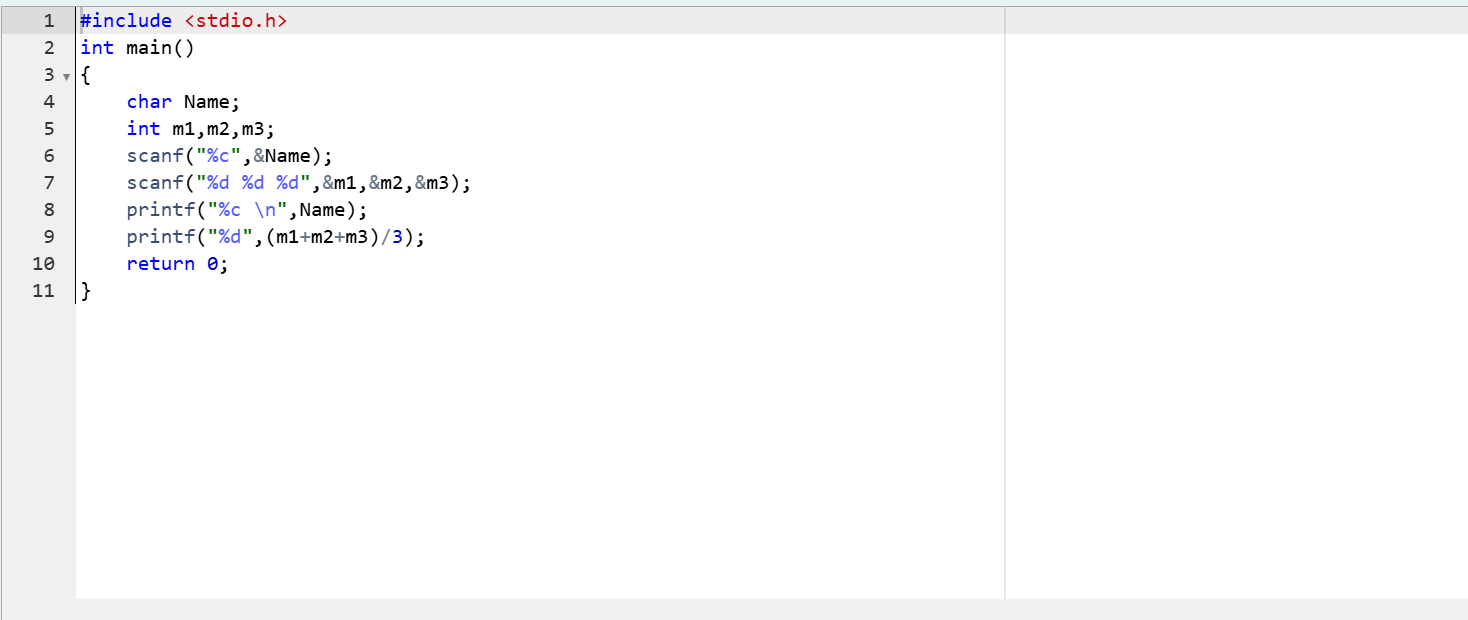 1 #include <stdio.h>
2 int main()
3 {
4     char Name;
5     int m1,m2,m3;
6     scanf("%c",&Name);
7     scanf("%d %d %d",&m1,&m2,&m3);
8     printf("%c \n",Name);
9     printf("%d",(m1+m2+m3)/3);
10     return 0;
11 }